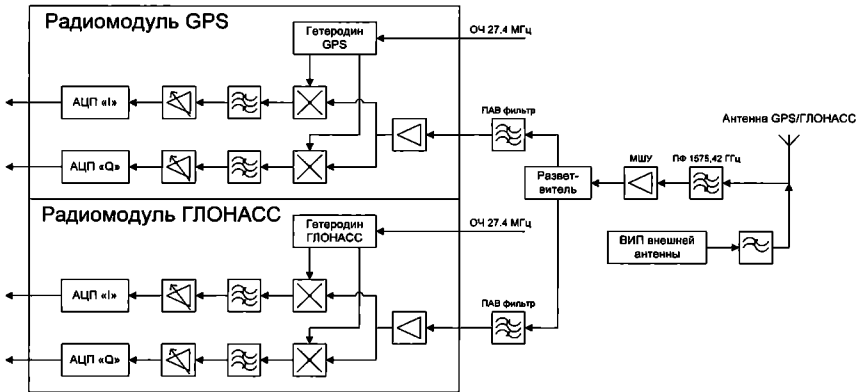 Радиомодуль GPS
Гетеродин
GPS
ОЧ 27.4 МГц
АЦП «I»
АЦП «Q»
ПАВ фильтр
Антенна GPS/ГЛОНАСС
МШУ
ПФ 1575,42 ГГц
Развет-
витель
ВИП внешней
антенны
Радиомодуль ГЛОНАСС
Гетеродин
ГЛОНАСС
ОЧ 27.4 МГц
АЦП «I»
АЦП «Q»
ПАВ фильтр